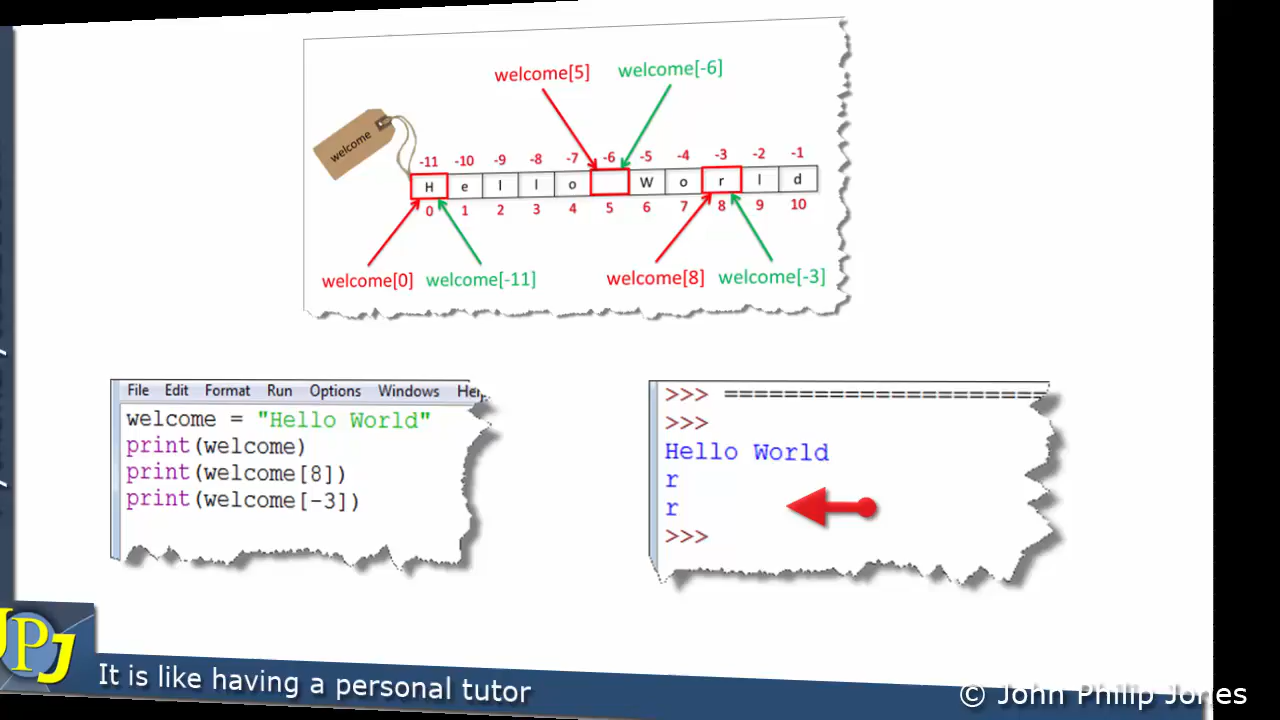 welcome[5] welcome[-6]
welcome
-11 -10 -9 -8 -7 -6 -5 -4 -3 -2 -1
H e l l o W o r l d
0 1 2 3 4 5 6 7 8 9 10
welcome[0] welcome[-11] welcome[8] welcome[-3]
File Edit Format Run Options Windows
welcome = "Hello World"
print(welcome)
print(welcome[8])
print(welcome[-3])
>>> ======================
>>>
Hello World
r
r
>>>
JPJ
It is like having a personal tutor
© John Philip Jones